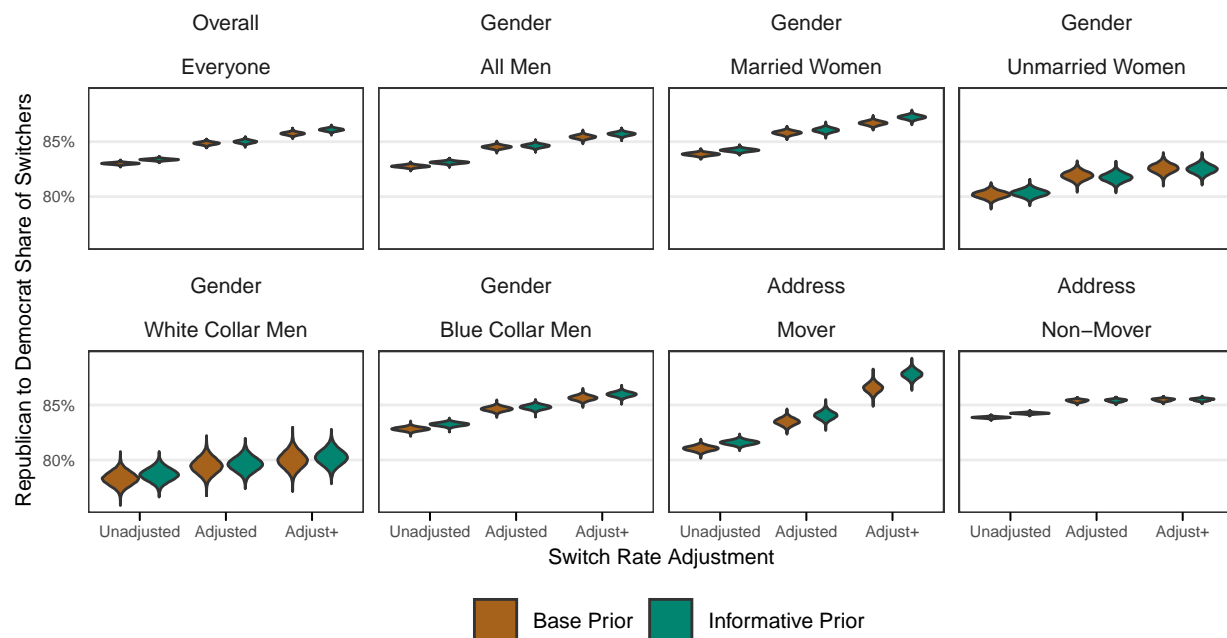 Overall Gender Gender Gender
Everyone All Men Married Women Unmarried Women
85%
80%
Gender Gender Address Address
White Collar Men Blue Collar Men Mover Non−Mover
85%
80%
Republican to Democrat Share of Switchers
Unadjusted Adjusted Adjust+ Unadjusted Adjusted Adjust+ Unadjusted Adjusted Adjust+ Unadjusted Adjusted Adjust+
Switch Rate Adjustment
Base Prior Informative Prior